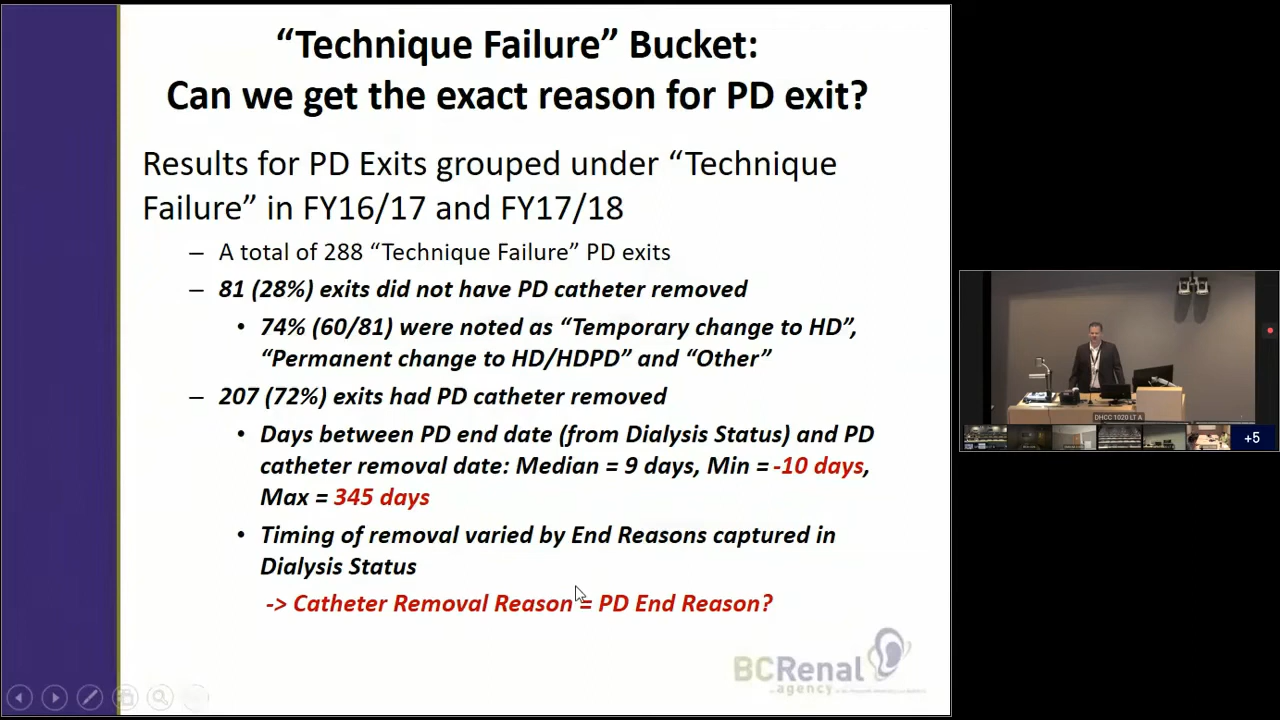 “Technique Failure” Bucket:
Can we get the exact reason for PD exit?
Results for PD Exits grouped under “Technique
Failure” in FY16/17 and FY17/18
– A total of 288 “Technique Failure” PD exits
– 81 (28%) exits did not have PD catheter removed
• 74% (60/81) were noted as “Temporary change to HD”,
“Permanent change to HD/HDPD” and “Other”
– 207 (72%) exits had PD catheter removed
• Days between PD end date (from Dialysis Status) and PD
catheter removal date: Median = 9 days, Min = -10 days,
Max = 345 days
• Timing of removal varied by End Reasons captured in
Dialysis Status
-> Catheter Removal Reason = PD End Reason?
BCRenal
agency
DHCC 1020 LT A
+5